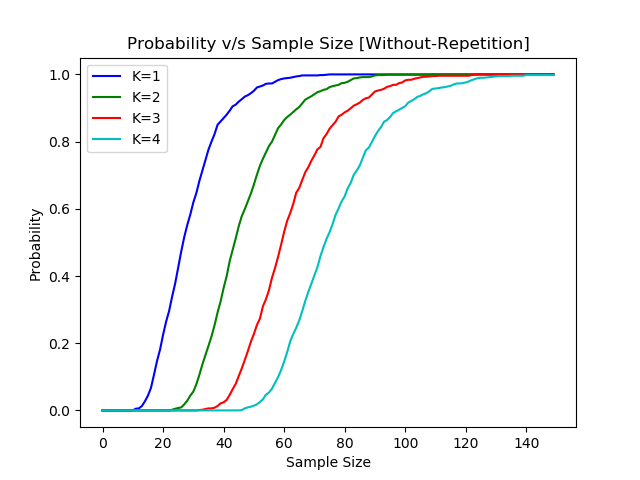 Probability v/s Sample Size [Without-Repetition]
K=1
K=2
K=3
K=4
1.0
0.8
0.6
0.4
0.2
0.0
Probability
0 20 40 60 80 100 120 140
Sample Size